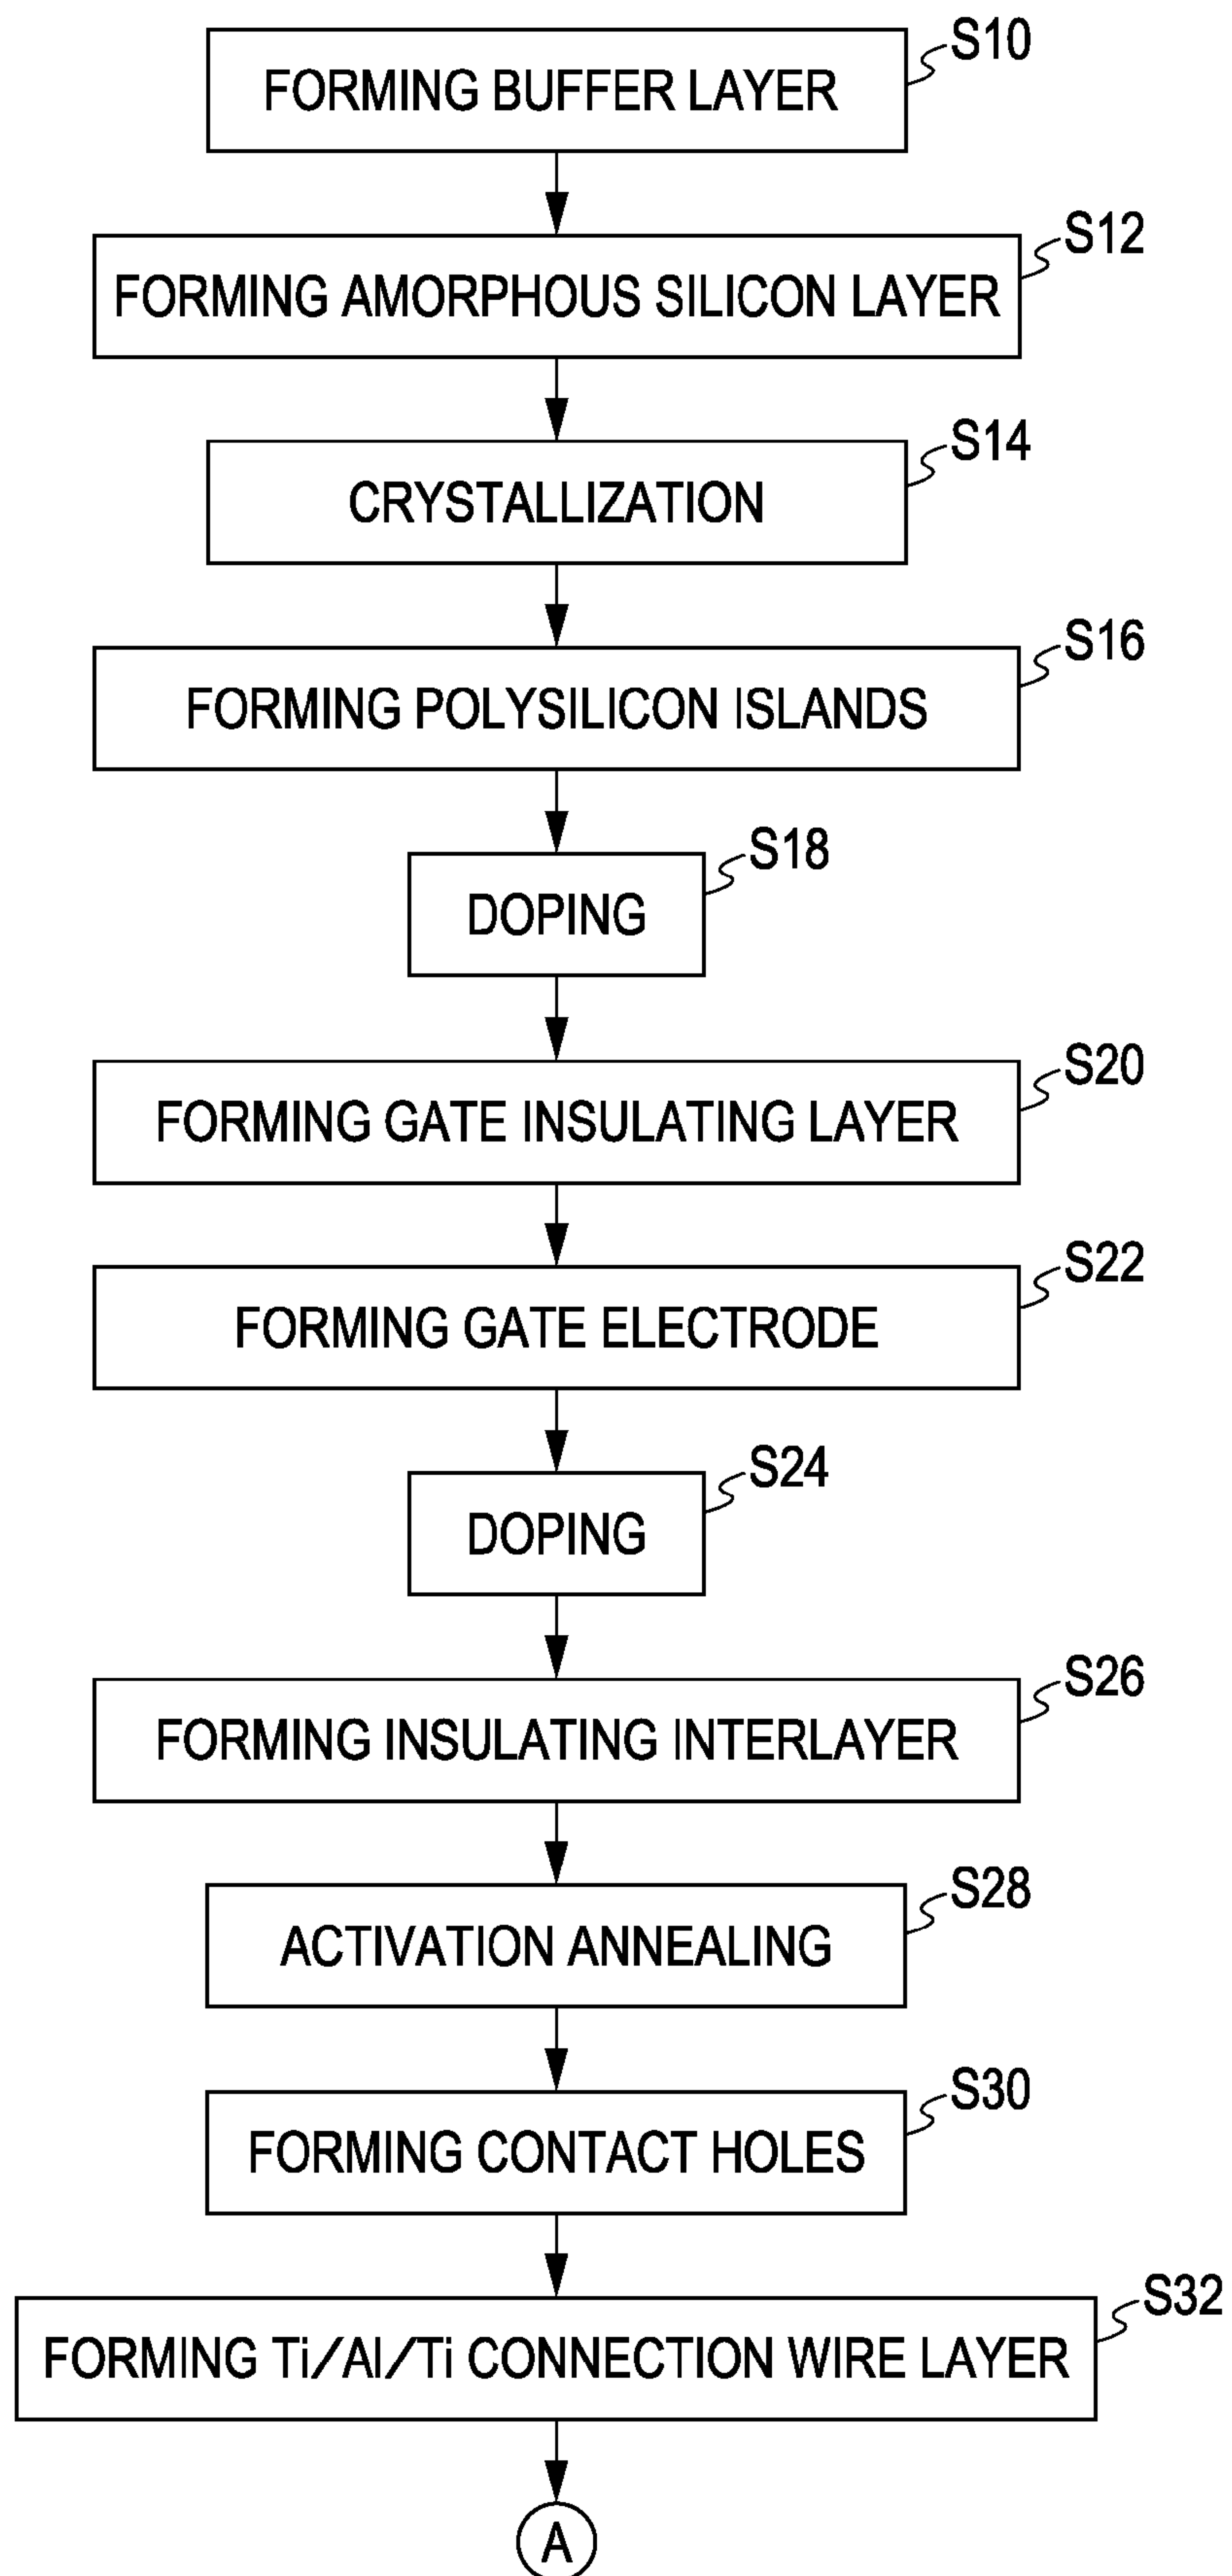 S10
FORMING BUFFER LAYER
S12
FORMING AMORPHOUS SILICON LAYER
S14
CRYSTALLIZATION
S16
FORMING POLYSILICON ISLANDS
S18
DOPING
S20
FORMING GATE INSULATING LAYER
S22
FORMING GATE ELECTRODE
S24
DOPING
S26
FORMING INSULATING INTERLAYER
S28
ACTIVATION ANNEALING
S30
FORMING CONTACT HOLES
S32
FORMING Ti/Al/Ti CONNECTION WIRE LAYER
A